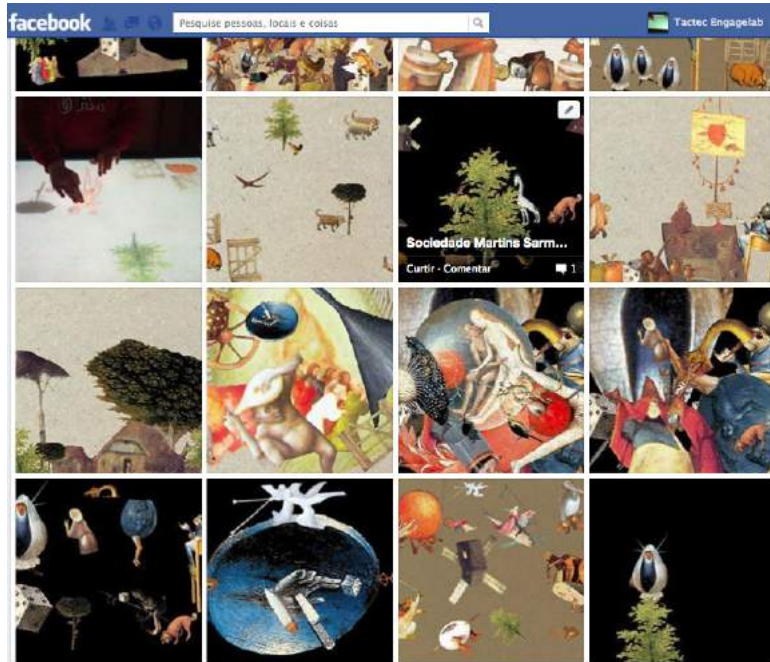 facebook
Pesquise pessoas, locais e coisas
Tactec Engagelab
Sociedade Martins Sarm...
Curtir · Comentar
1